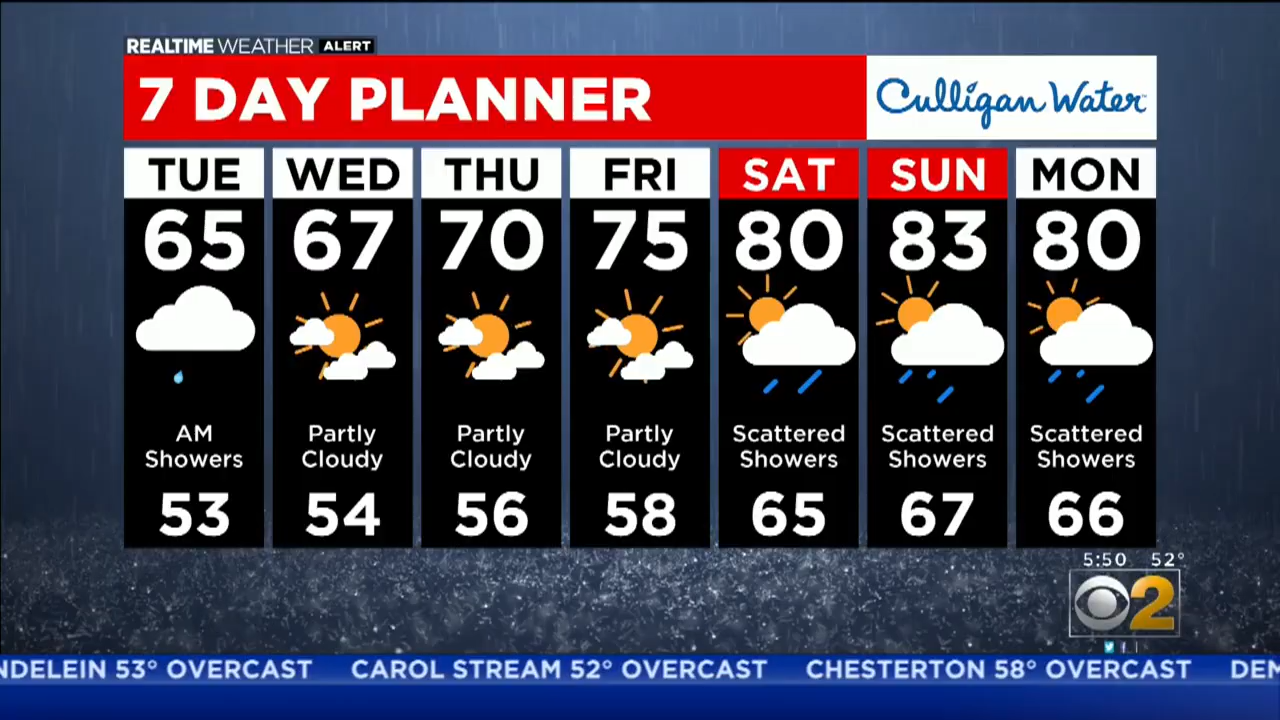 REALTIME WEATHER ALERT
7 DAY PLANNER
Culligan Water
TUE WED THU FRI SAT SUN MON
65 67 70 75 80 83 80
AM Showers
Partly Cloudy
Partly Cloudy
Partly Cloudy
Scattered Showers
Scattered Showers
Scattered Showers
53 54 56 58 65 67 66
5:50 52°
2
NDELEIN 53° OVERCAST CAROL STREAM 52° OVERCAST CHESTERTON 58° OVERCAST DEM